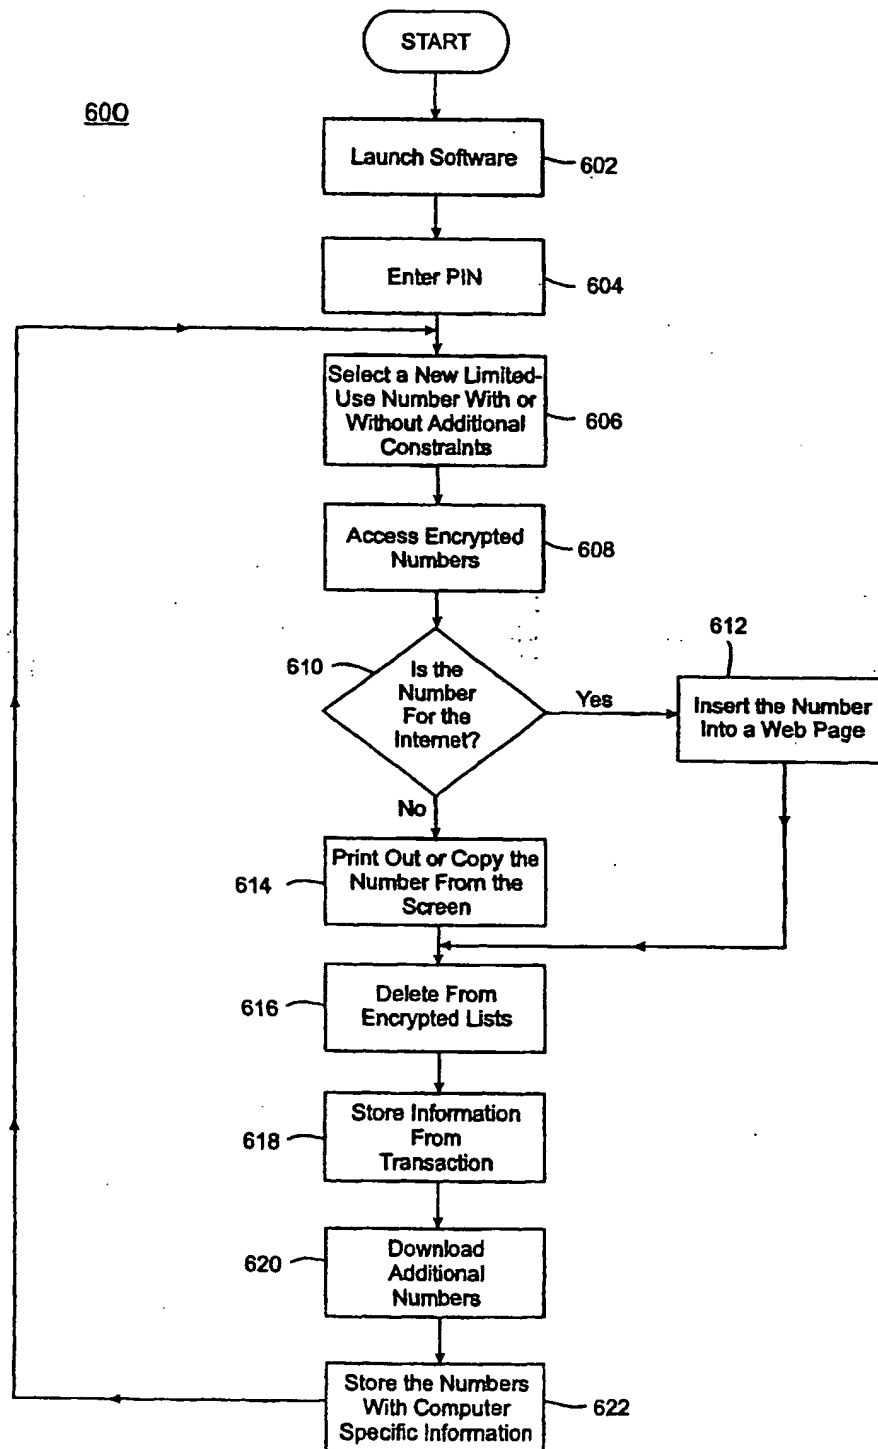 START
600
Launch Software
602
Enter PIN
604
Select a New Limited-
Use Number With or
Without Additional
Constraints
606
Access Encrypted
Numbers
608
610
Is the
Number
For the
Internet?
Yes
612
Insert the Number
Into a Web Page
No
614
Print Out or Copy the
Number From the
Screen
616
Delete From
Encrypted Lists
618
Store Information
From
Transaction
620
Download
Additional
Numbers
Store the Numbers
With Computer
Specific Information
622